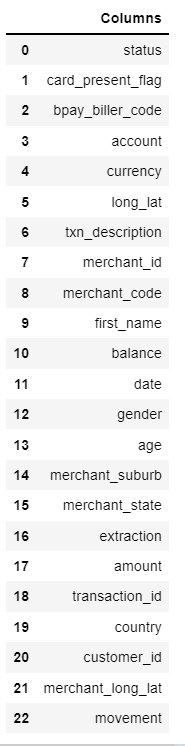 Columns
0 status
1 card_present_flag
2 bpay_biller_code
3 account
4 currency
5 long_lat
6 txn_description
7 merchant_id
8 merchant_code
9 first_name
10 balance
11 date
12 gender
13 age
14 merchant_suburb
15 merchant_state
16 extraction
17 amount
18 transaction_id
19 country
20 customer_id
21 merchant_long_lat
22 movement